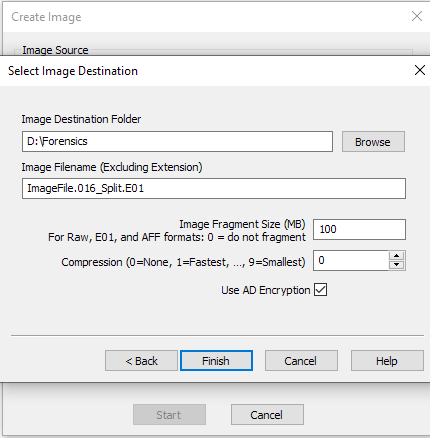 Create Image
Image Source
Select Image Destination
Image Destination Folder
D:\Forensics
Browse
Image Filename (Excluding Extension)
ImageFile.016_Split.E01
Image Fragment Size (MB)
100
For Raw, E01, and AFF formats: 0 = do not fragment
Compression (0=None, 1=Fastest, ..., 9=Smallest)
0
Use AD Encryption
< Back
Finish
Cancel
Help
Start
Cancel